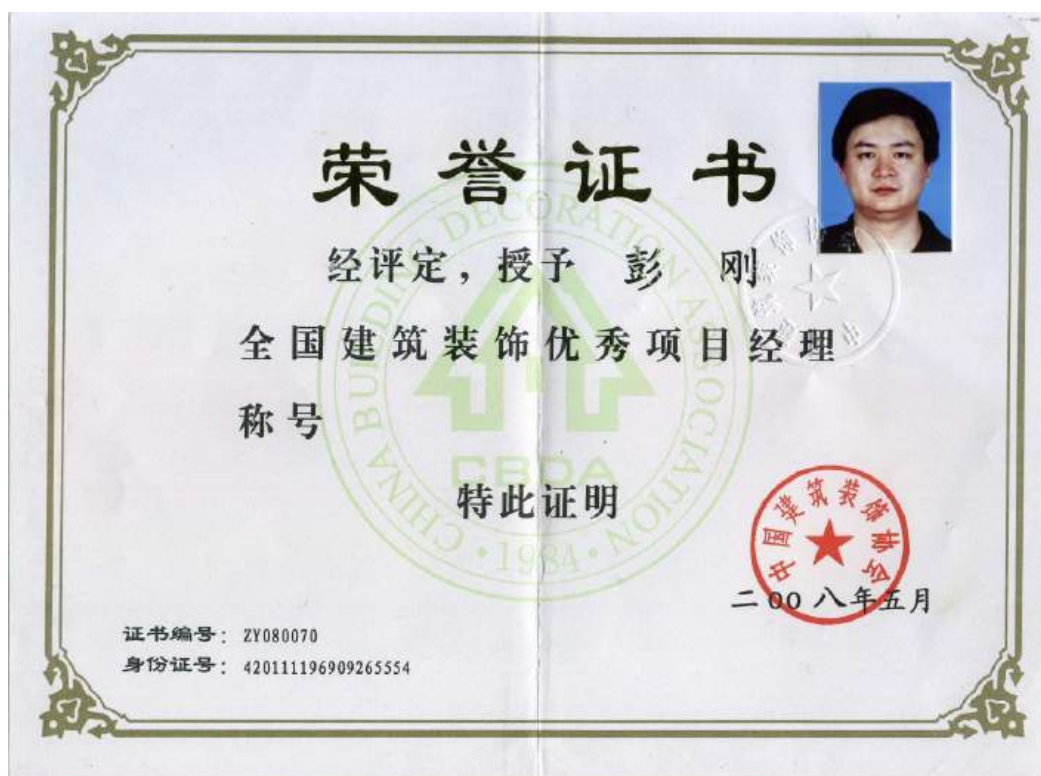 荣誉证书
经评定，授予 彭 刚
全国建筑装饰优秀项目经理
称号
特此证明
中国建筑装饰协会
二00八年五月
证书编号：ZY080070
身份证号：420111196909265554
CHINA BUILDING DECORATION ASSOCIATION
CBDA
·1984·